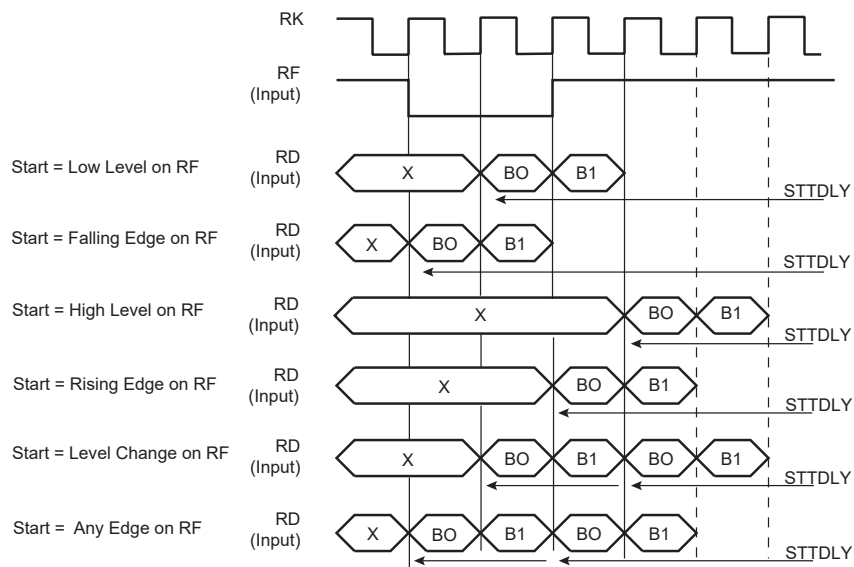 RK
RF
(Input)
Start = Low Level on RF
RD
(Input)
X
BO
B1
STTDLY
Start = Falling Edge on RF
RD
(Input)
X
BO
B1
STTDLY
Start = High Level on RF
RD
(Input)
X
BO
B1
STTDLY
Start = Rising Edge on RF
RD
(Input)
X
BO
B1
STTDLY
Start = Level Change on RF
RD
(Input)
X
BO
B1
BO
B1
STTDLY
Start = Any Edge on RF
RD
(Input)
X
BO
B1
BO
B1
STTDLY